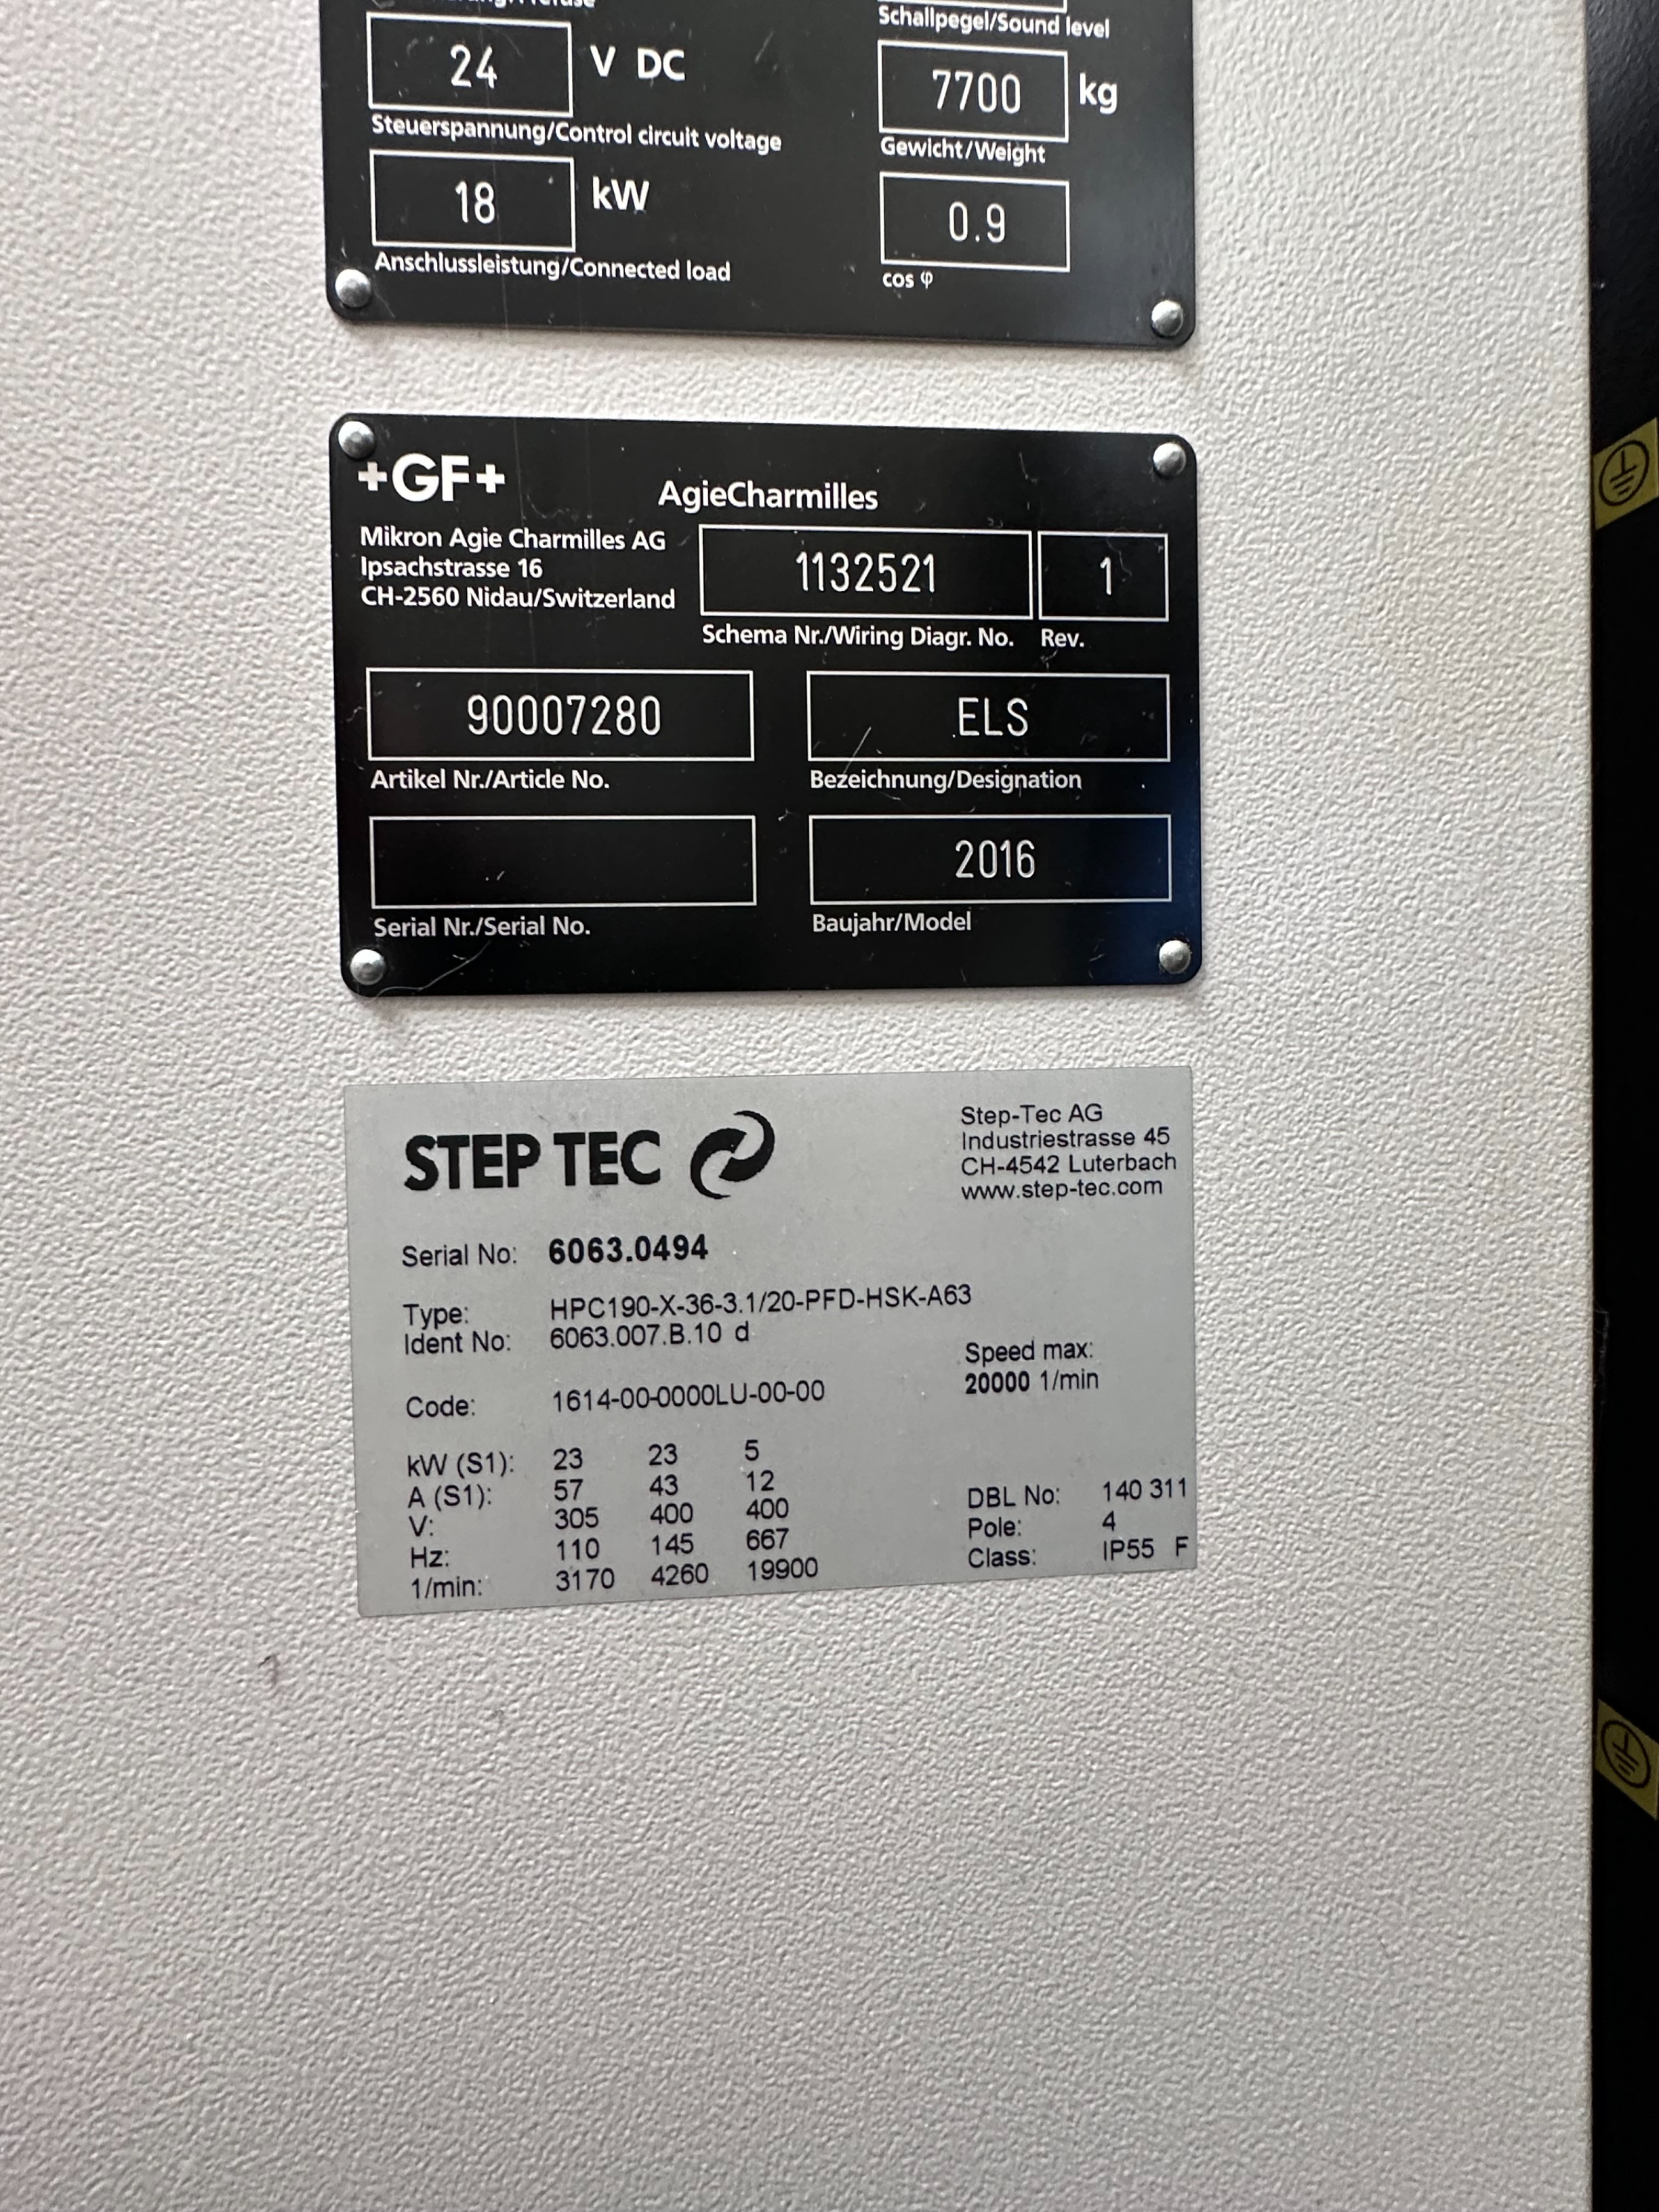 24 V DC
Steuerspannung/Control circuit voltage
18 kW
Anschlussleistung/Connected load
Schallpegel/Sound level
7700 kg
Gewicht/Weight
0.9
cos φ
+GF+
AgieCharmilles
Mikron Agie Charmilles AG
Ipsachstrasse 16
CH-2560 Nidau/Switzerland
1132521 1
Schema Nr./Wiring Diagr. No. Rev.
90007280 ELS
Artikel Nr./Article No. Bezeichnung/Designation
2016
Serial Nr./Serial No. Baujahr/Model
STEP TEC
Step-Tec AG
Industriestrasse 45
CH-4542 Luterbach
www.step-tec.com
Serial No: 6063.0494
Type: HPC190-X-36-3.1/20-PFD-HSK-A63
Ident No: 6063.007.B.10 d
Speed max:
20000 1/min
Code: 1614-00-0000LU-00-00
kW (S1): 23 23 5
A (S1): 57 43 12
V: 305 400 400
Hz: 110 145 667
1/min: 3170 4260 19900
DBL No: 140 311
Pole: 4
Class: IP55 F